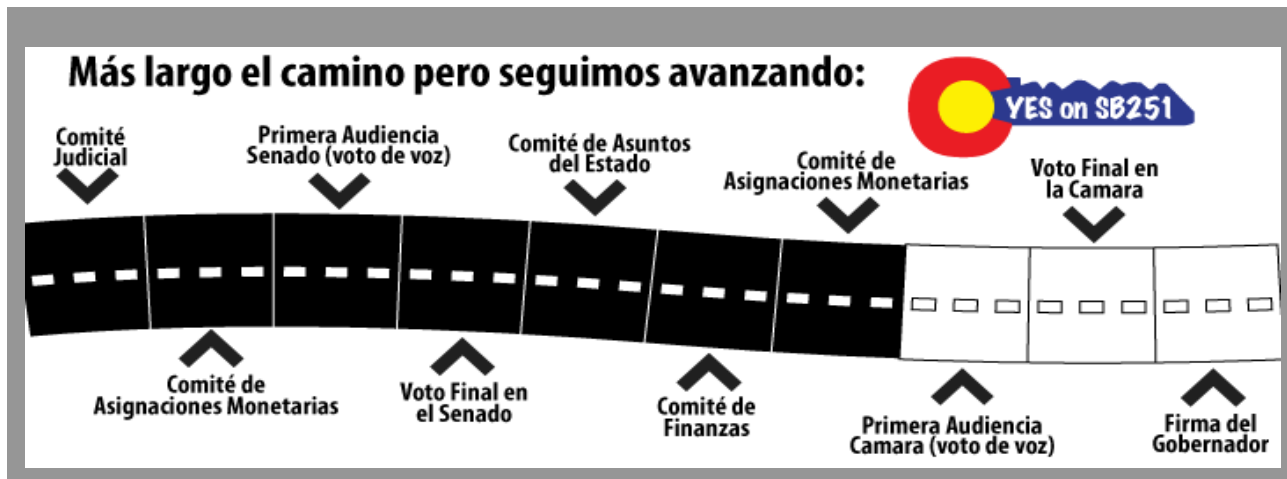 Más largo el camino pero seguimos avanzando:
YES on SB251
Comité
Judicial
Primera Audiencia
Senado (voto de voz)
Comité de Asuntos
del Estado
Comité de
Asignaciones Monetarias
Voto Final en
la Camara
Comité de
Asignaciones Monetarias
Voto Final en
el Senado
Comité de
Finanzas
Primera Audiencia
Camara (voto de voz)
Firma del
Gobernador